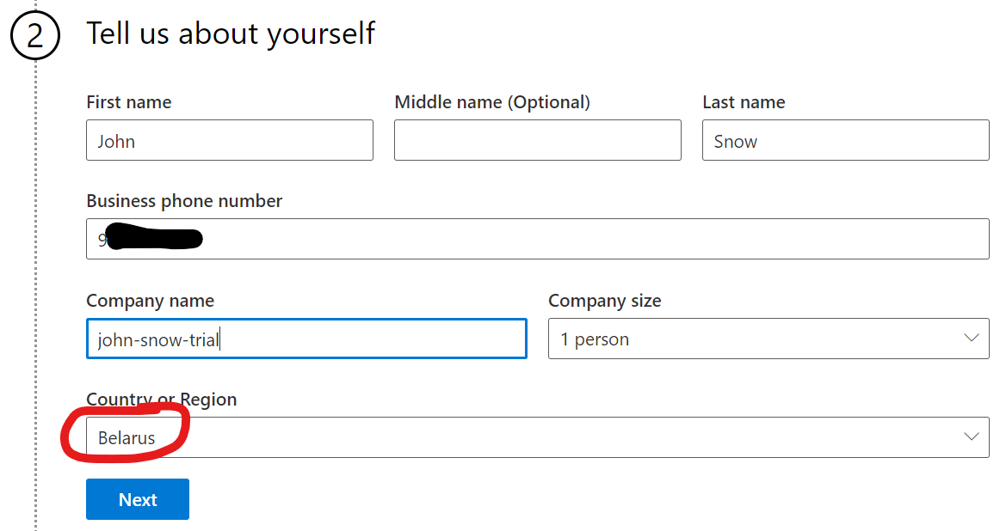 2
Tell us about yourself
First name
Middle name (Optional)
Last name
John
Snow
Business phone number
9
Company name
Company size
john-snow-trial
1 person
Country or Region
Belarus
Next